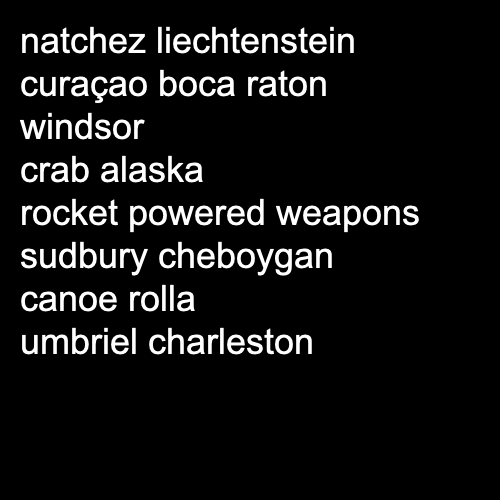 natchez liechtenstein
curaçao boca raton
windsor
crab alaska
rocket powered weapons
sudbury cheboygan
canoe rolla
umbriel charleston